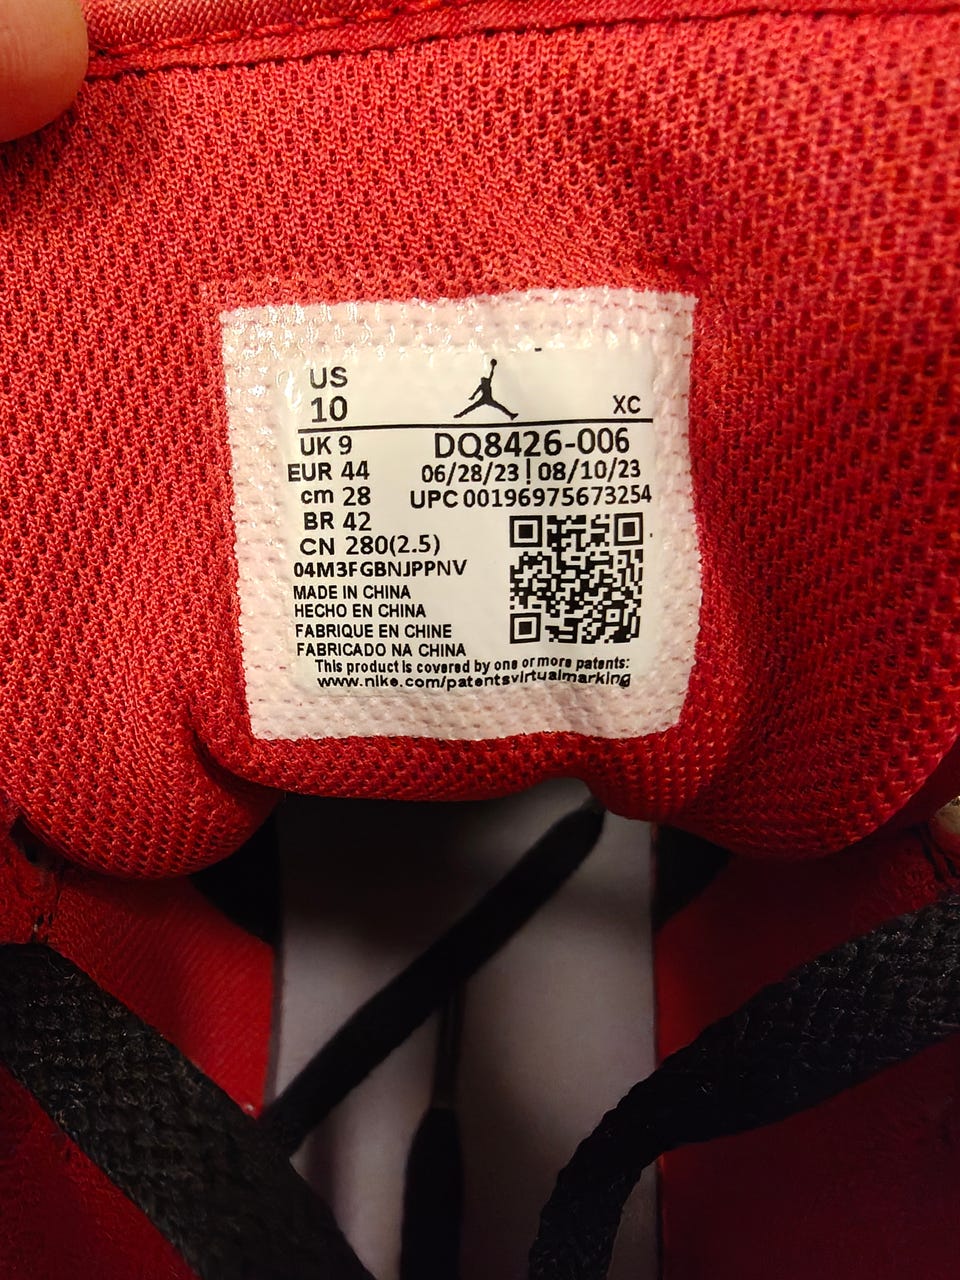 US
10
XC
UK 9
DQ8426-006
EUR 44
06/28/23 | 08/10/23
cm 28
UPC 00196975673254
BR 42
CN 280(2.5)
04M3FGBNJPPNV
MADE IN CHINA
HECHO EN CHINA
FABRIQUE EN CHINE
FABRICADO NA CHINA
This product is covered by one or more patents:
www.nike.com/patentsvirtualmarking